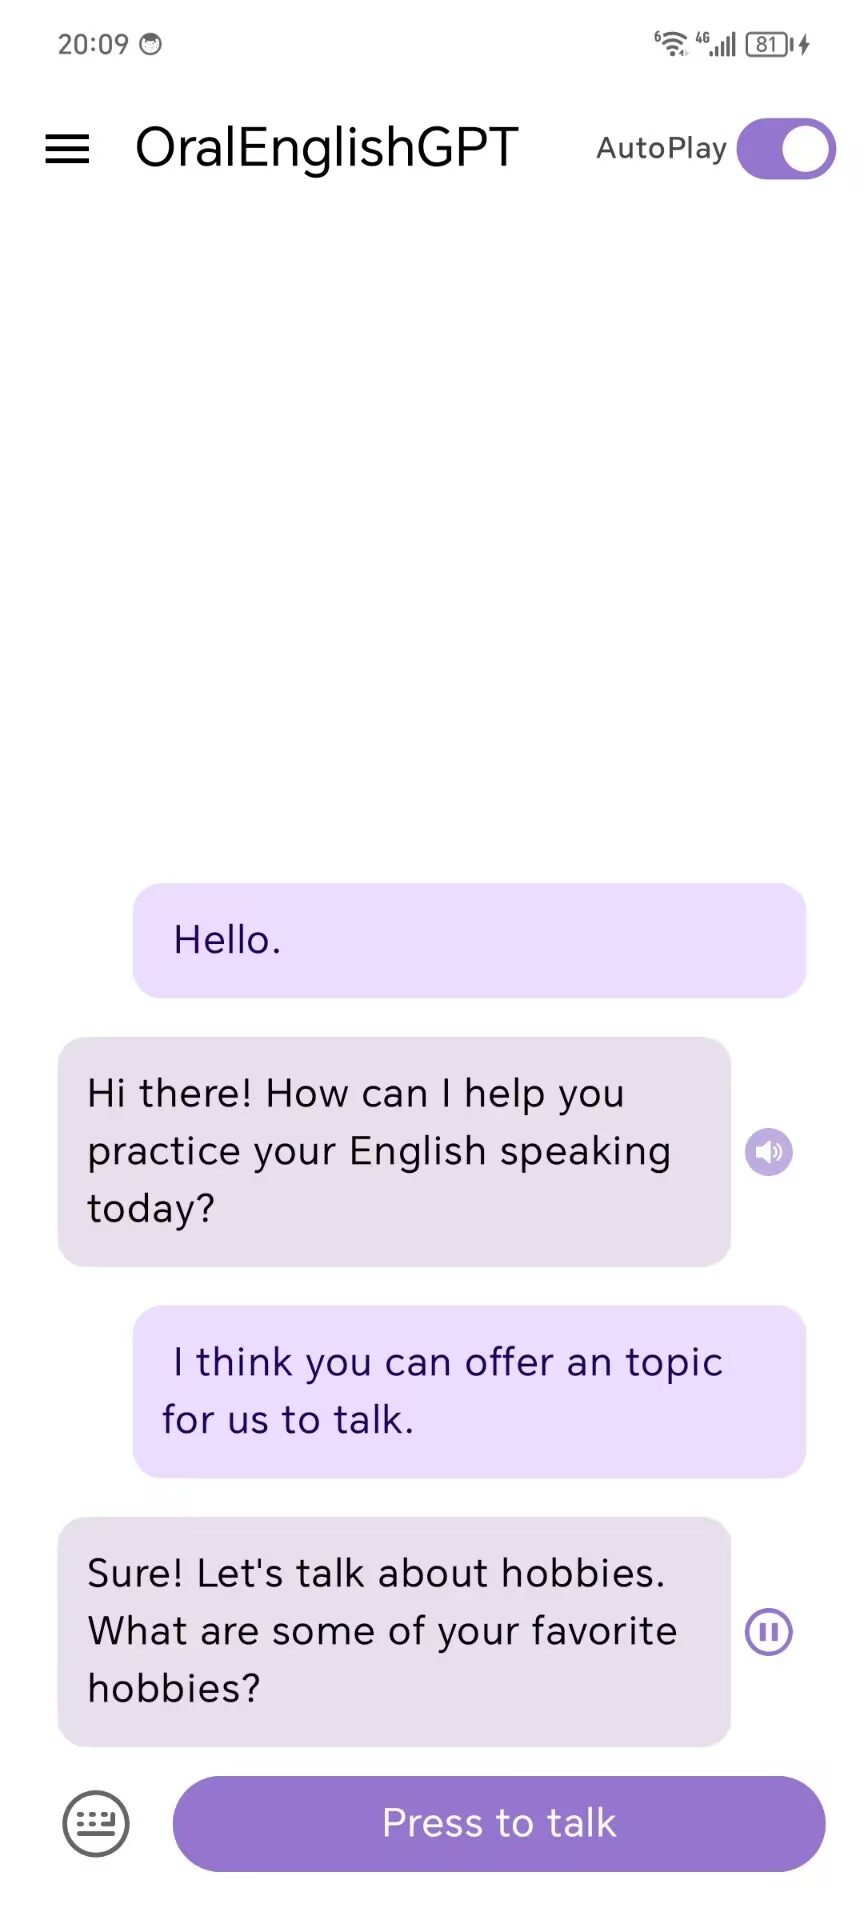 20:09
6 4G 81
OralEnglishGPT
AutoPlay
Hello.
Hi there! How can I help you
practice your English speaking
today?
I think you can offer an topic
for us to talk.
Sure! Let's talk about hobbies.
What are some of your favorite
hobbies?
Press to talk